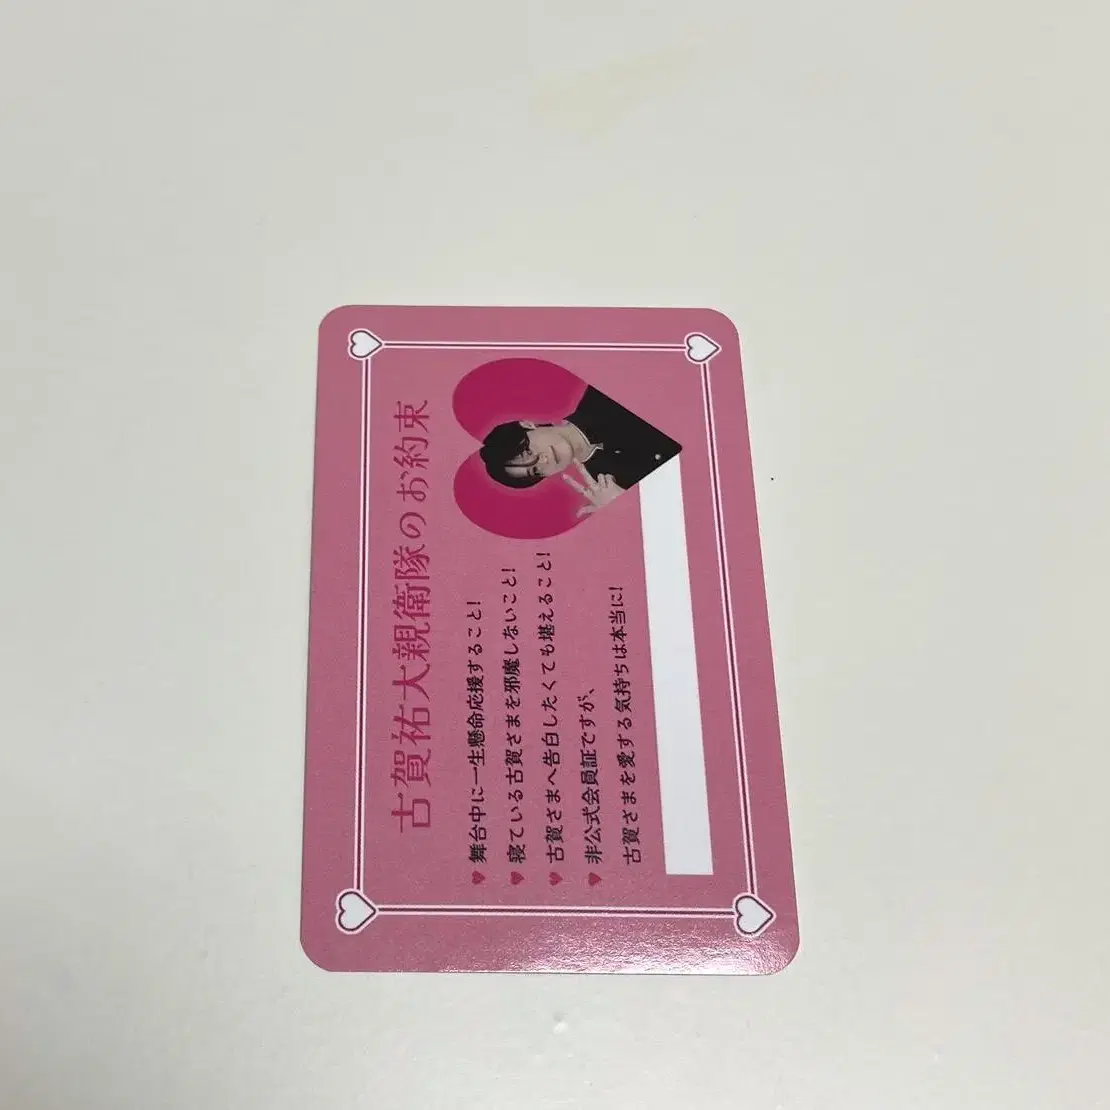 古賀祐大親衛隊のお約束
♥舞台中に一生懸命応援すること!
♥寝ている古賀さまを邪魔しないこと!
♥古賀さまへ告白したくても堪えること!
♥非公式会員証ですが、
古賀さまを愛する気持ちは本当に!